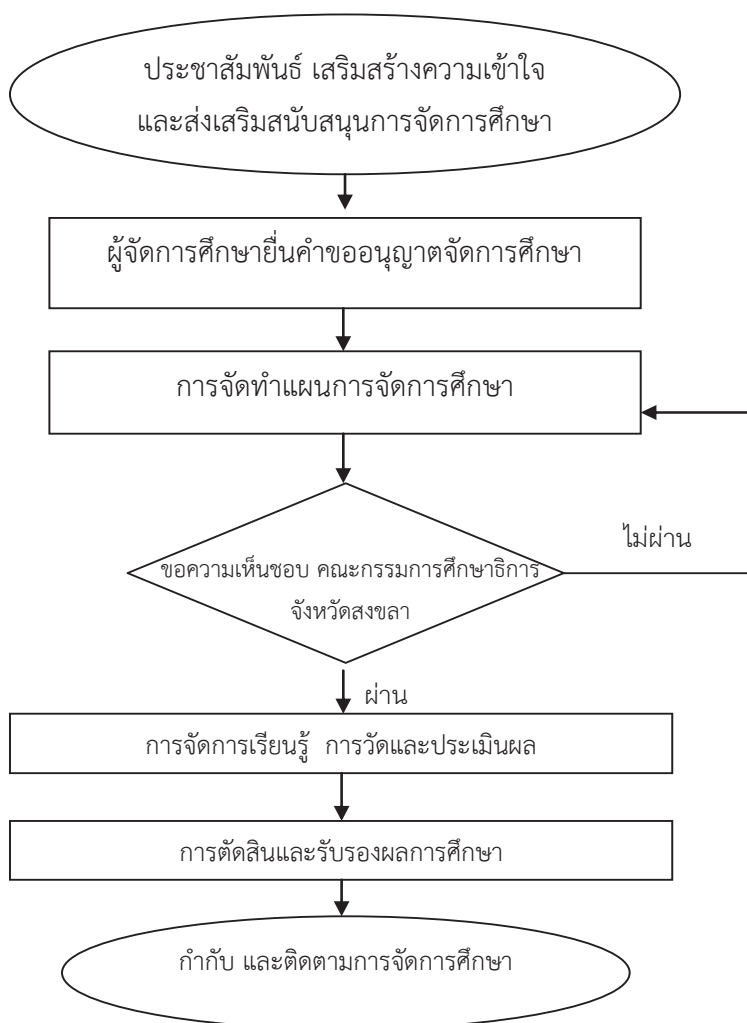 ประชาสัมพันธ์ เสริมสร้างความเข้าใจ
และส่งเสริมสนับสนุนการจัดการศึกษา
ผู้จัดการศึกษายื่นคำขออนุญาตจัดการศึกษา
การจัดทำแผนการจัดการศึกษา
ไม่ผ่าน
ขอความเห็นชอบ คณะกรรมการศึกษาธิการ
จังหวัดสงขลา
ผ่าน
การจัดการเรียนรู้ การวัดและประเมินผล
การตัดสินและรับรองผลการศึกษา
กำกับ และติดตามการจัดการศึกษา